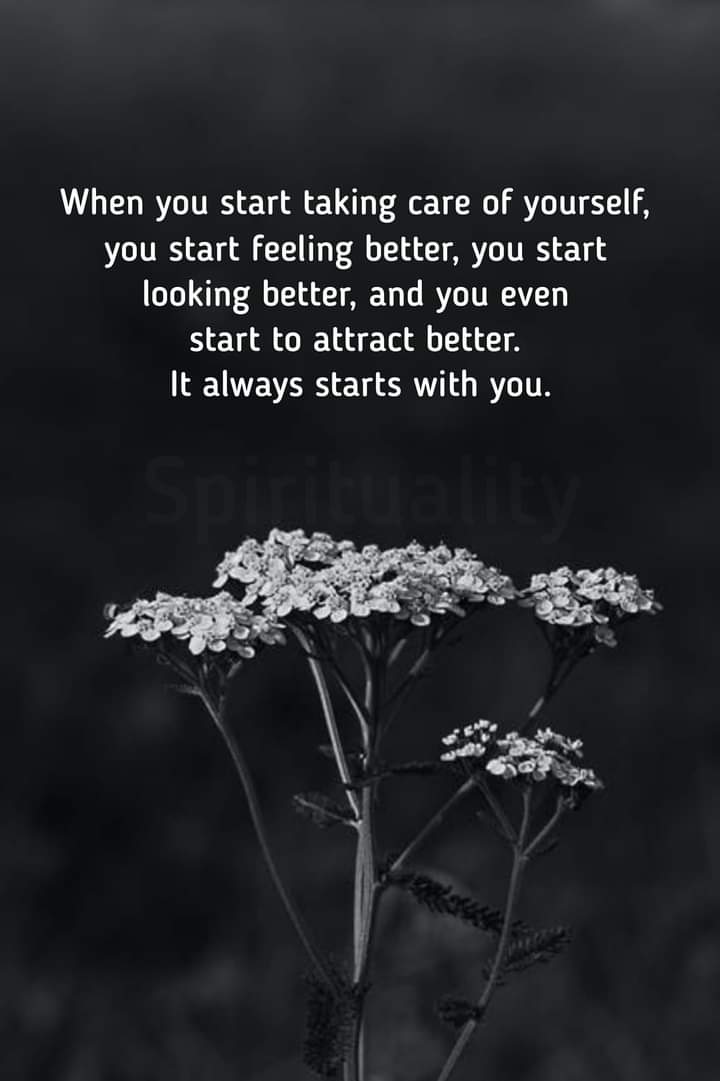 When you start taking care of yourself,
you start feeling better, you start
looking better, and you even
start to attract better.
It always starts with you.
Spirituality